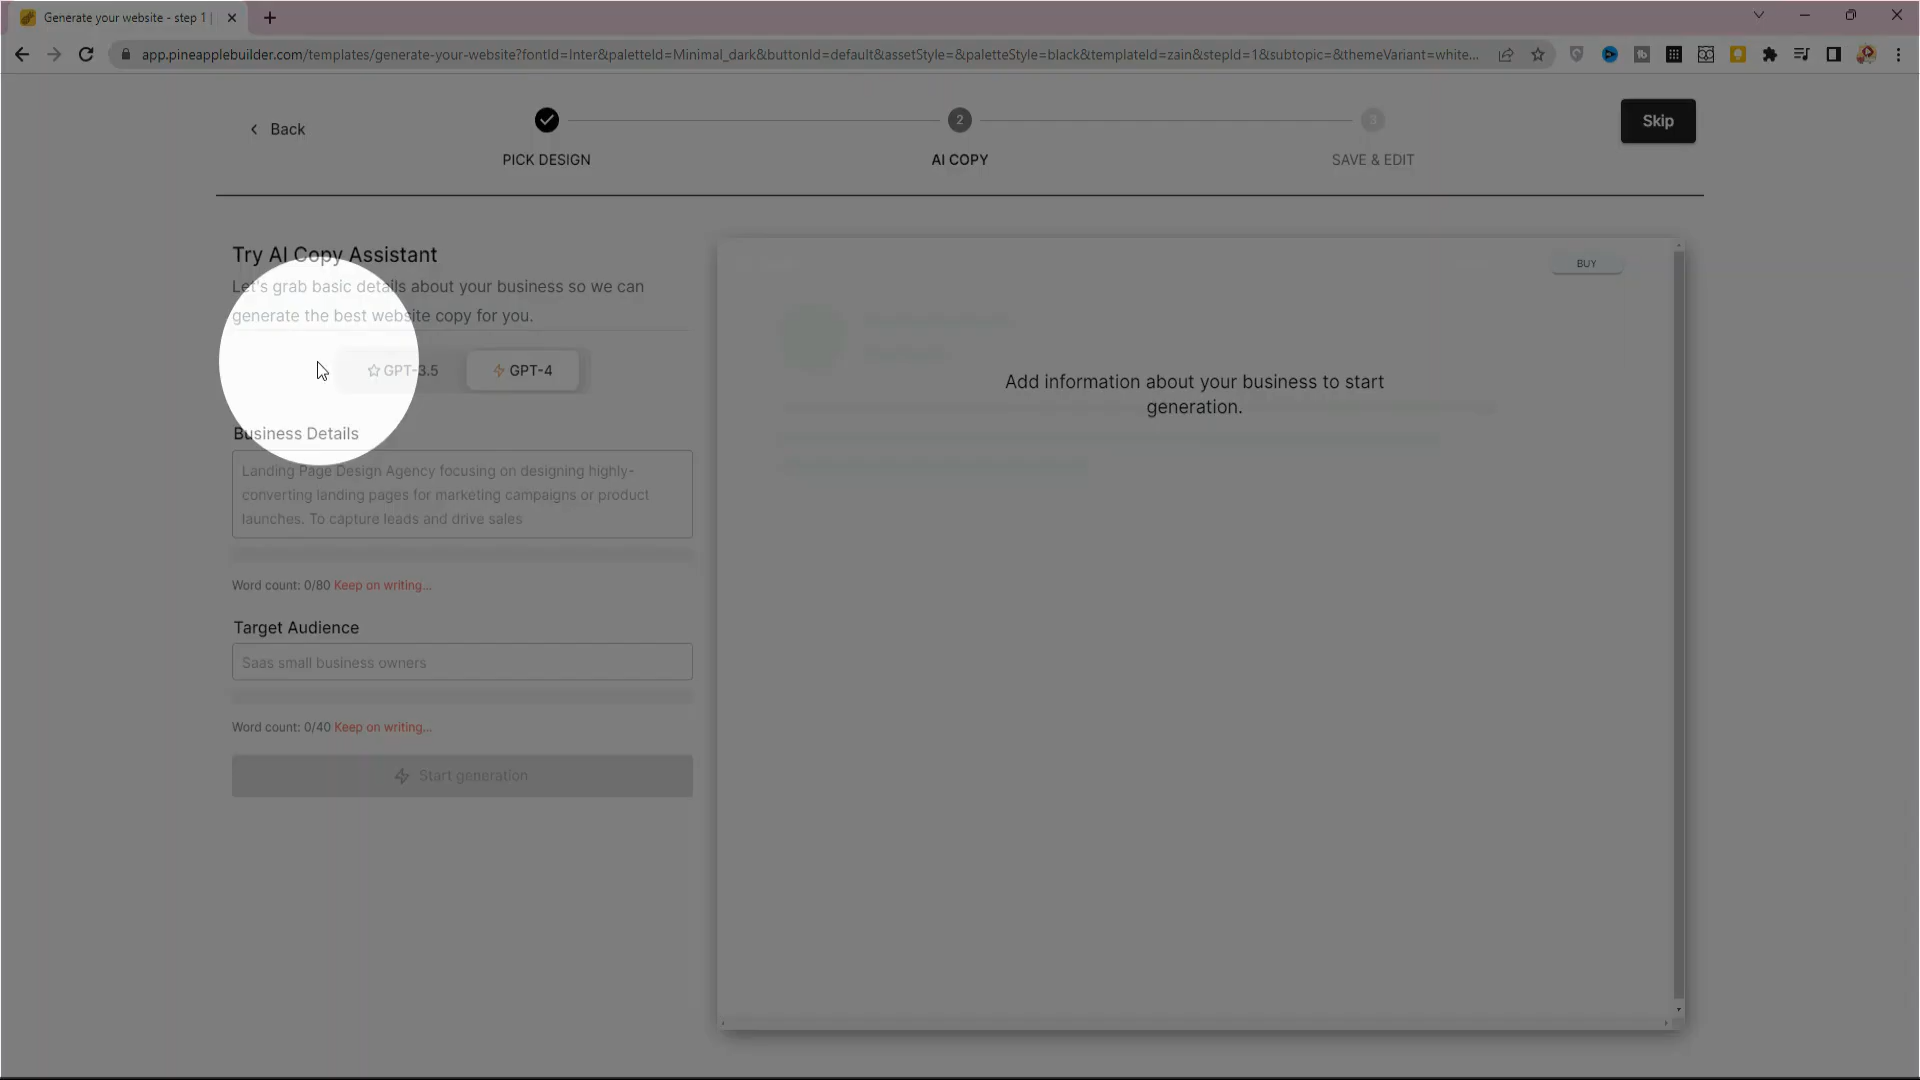 Generate your website - step 1 |
app.pineapplebuilder.com/templates/generate-your-website?fontId=Inter&paletteId=Minimal_dark&buttonId=default&assetStyle=&paletteStyle=black&templateId=zain&stepId=1&subtopic=&themeVariant=white...
Back
2
3
Skip
PICK DESIGN
AI COPY
SAVE & EDIT
Try AI Copy Assistant
Let's grab basic details about your business so we can
generate the best website copy for you.
GPT-3.5
GPT-4
Business Details
Landing Page Design Agency focusing on designing highly-
converting landing pages for marketing campaigns or product
launches. To capture leads and drive sales
Word count: 0/80 Keep on writing...
Target Audience
Saas small business owners
Word count: 0/40 Keep on writing...
Start generation
BUY
Add information about your business to start
generation.